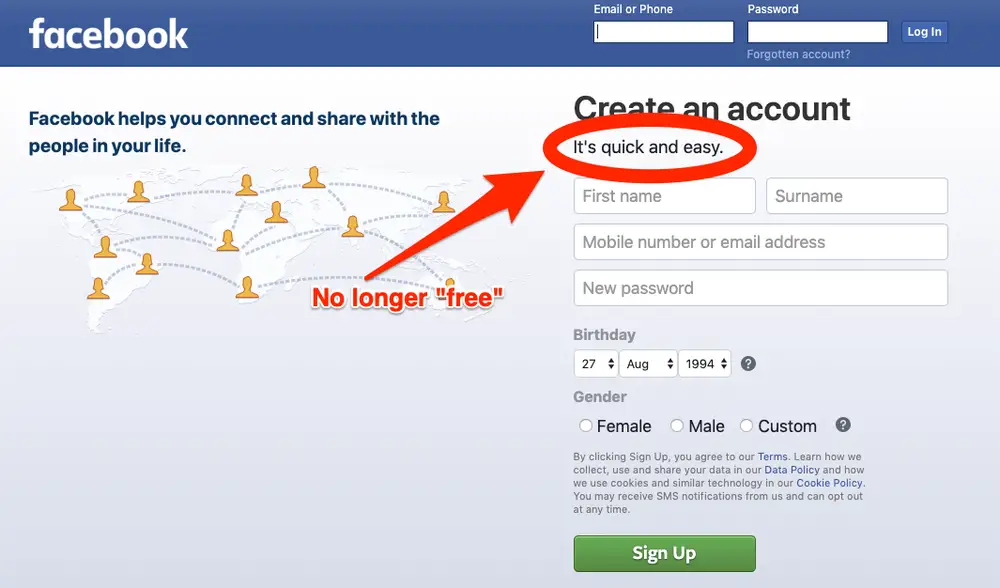 facebook
Email or Phone
Password
Log In
Forgotten account?
Facebook helps you connect and share with the
people in your life.
No longer "free"
Create an account
It's quick and easy.
First name
Surname
Mobile number or email address
New password
Birthday
27
Aug
1994
?
Gender
Female
Male
Custom
?
By clicking Sign Up, you agree to our Terms. Learn how we
collect, use and share your data in our Data Policy and how
we use cookies and similar technology in our Cookie Policy.
You may receive SMS notifications from us and can opt out
at any time.
Sign Up